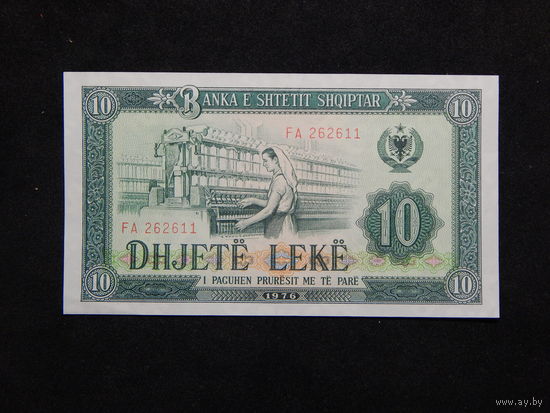 10 BANKA E SHTETIT SHQIPTAR 10
FA 262611
10
FA 262611
DHJETË LEKË
I PAGUHEN PRURËSIT ME TË PARË
10 1976 10
www.ay.by